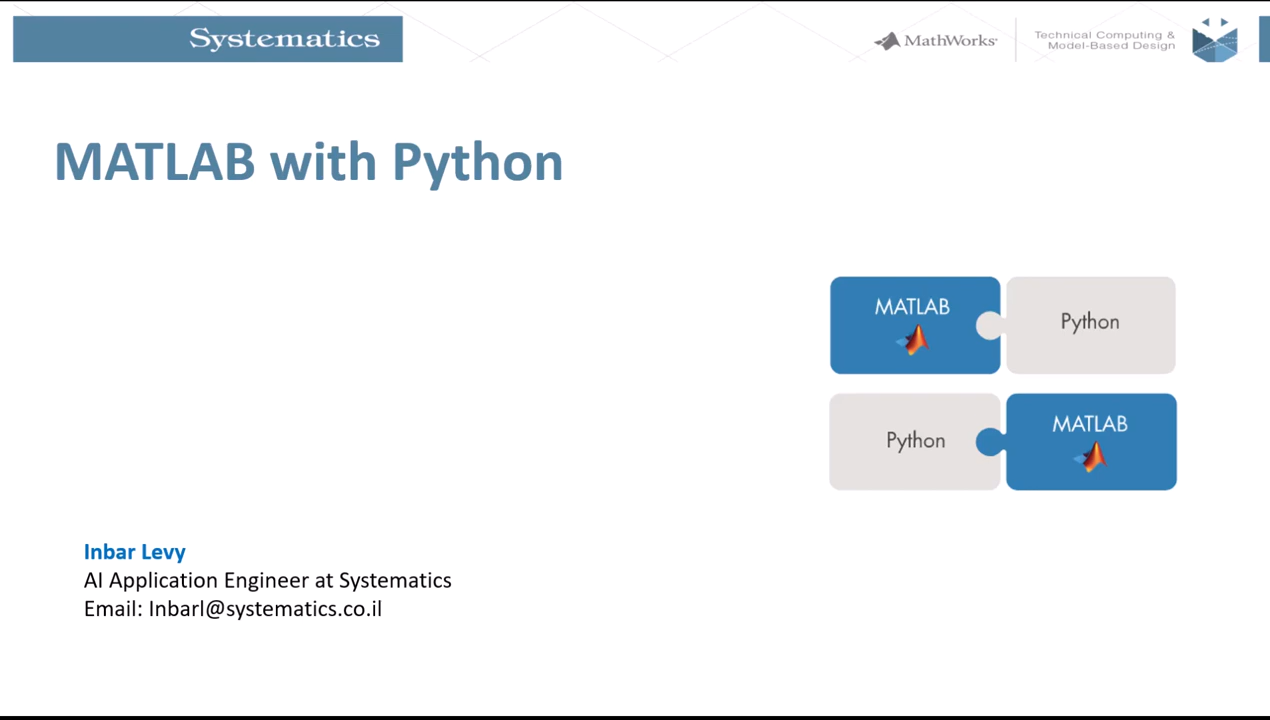 Systematics
MathWorks
Technical Computing &
Model-Based Design
MATLAB with Python
MATLAB
Python
Python
MATLAB
Inbar Levy
AI Application Engineer at Systematics
Email: Inbarl@systematics.co.il